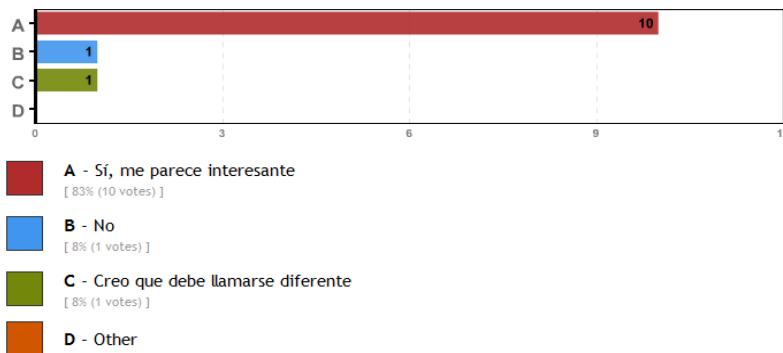 A 10
B 1
C 1
D
0 3 6 9 1
A - Sí, me parece interesante
[ 83% (10 votes) ]
B - No
[ 8% (1 votes) ]
C - Creo que debe llamarse diferente
[ 8% (1 votes) ]
D - Other